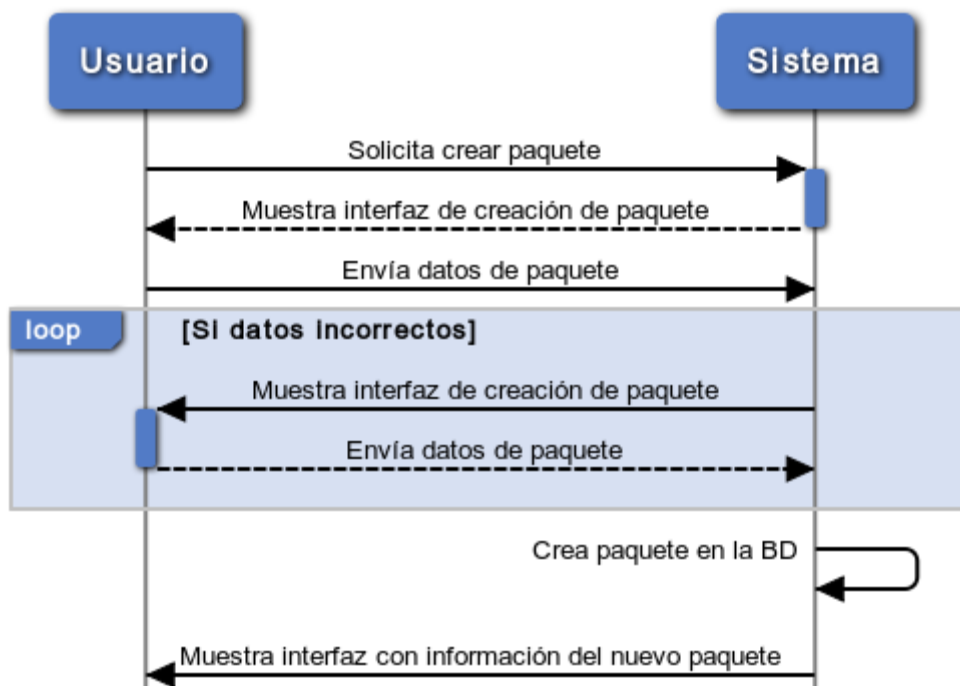 Usuario
Sistema
Solicita crear paquete
Muestra interfaz de creación de paquete
Envía datos de paquete
loop
[Si datos incorrectos]
Muestra interfaz de creación de paquete
Envía datos de paquete
Crea paquete en la BD
Muestra interfaz con información del nuevo paquete